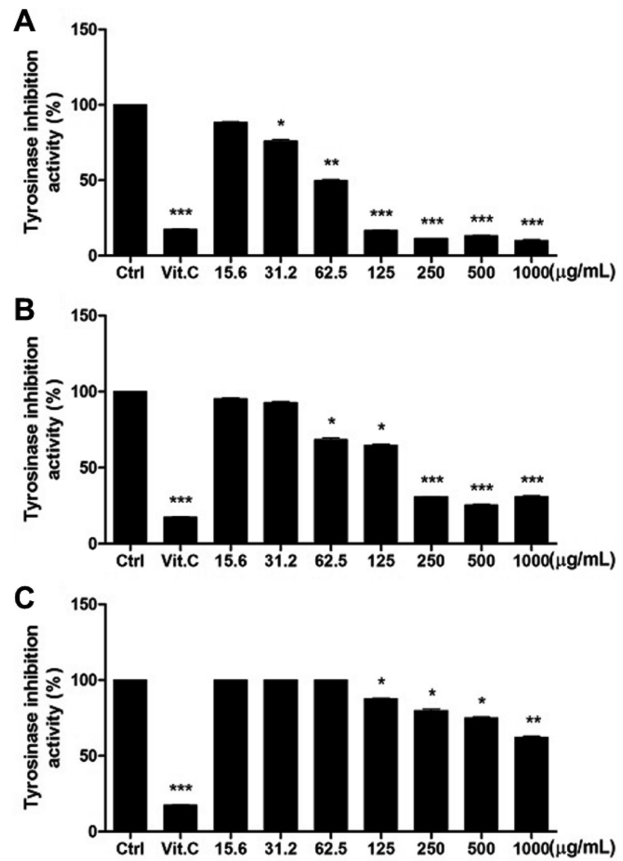 A
Tyrosinase inhibition
activity (%)
150
100
50
0
***
*
**
***
***
***
***
Ctrl Vit.C 15.6 31.2 62.5 125 250 500 1000(μg/mL)
B
Tyrosinase inhibition
activity (%)
150
100
50
0
***
*
*
***
***
***
Ctrl Vit.C 15.6 31.2 62.5 125 250 500 1000(μg/mL)
C
Tyrosinase inhibition
activity (%)
150
100
50
0
***
*
*
*
**
Ctrl Vit.C 15.6 31.2 62.5 125 250 500 1000(μg/mL)